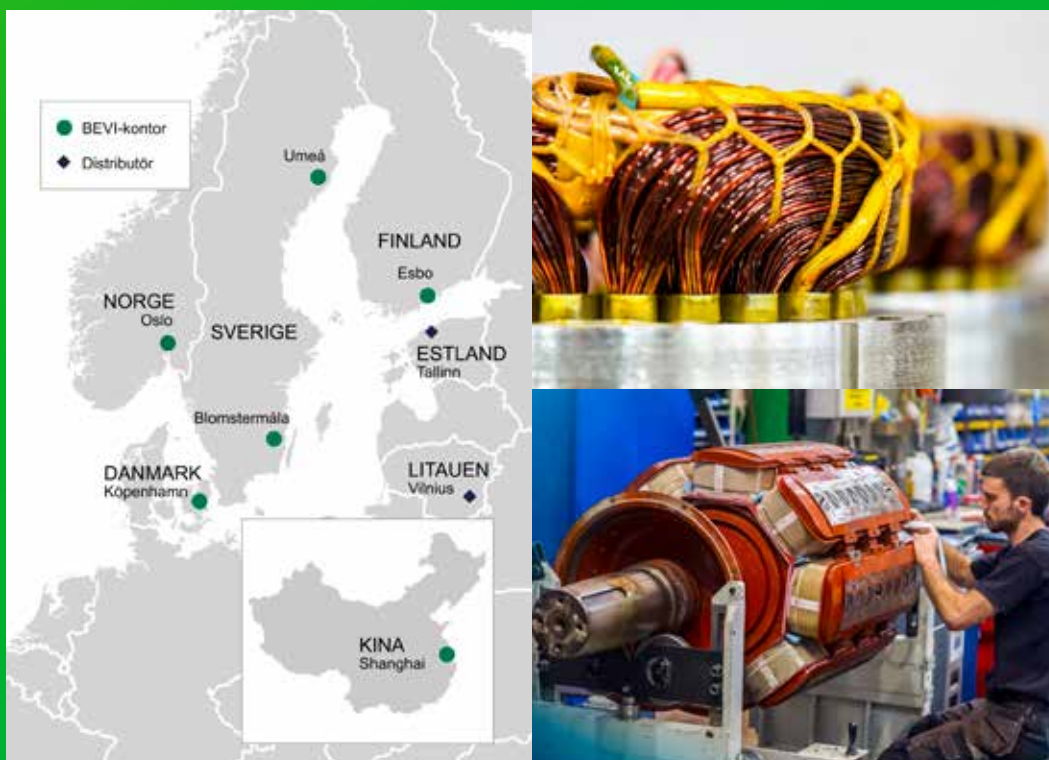 BEVI-kontor
Distributör
Umeå
FINLAND
Esbo
NORGE
Oslo
SVERIGE
ESTLAND
Tallinn
Blomstermåla
DANMARK
Köpenhamn
LITAUEN
Vilnius
KINA
Shanghai